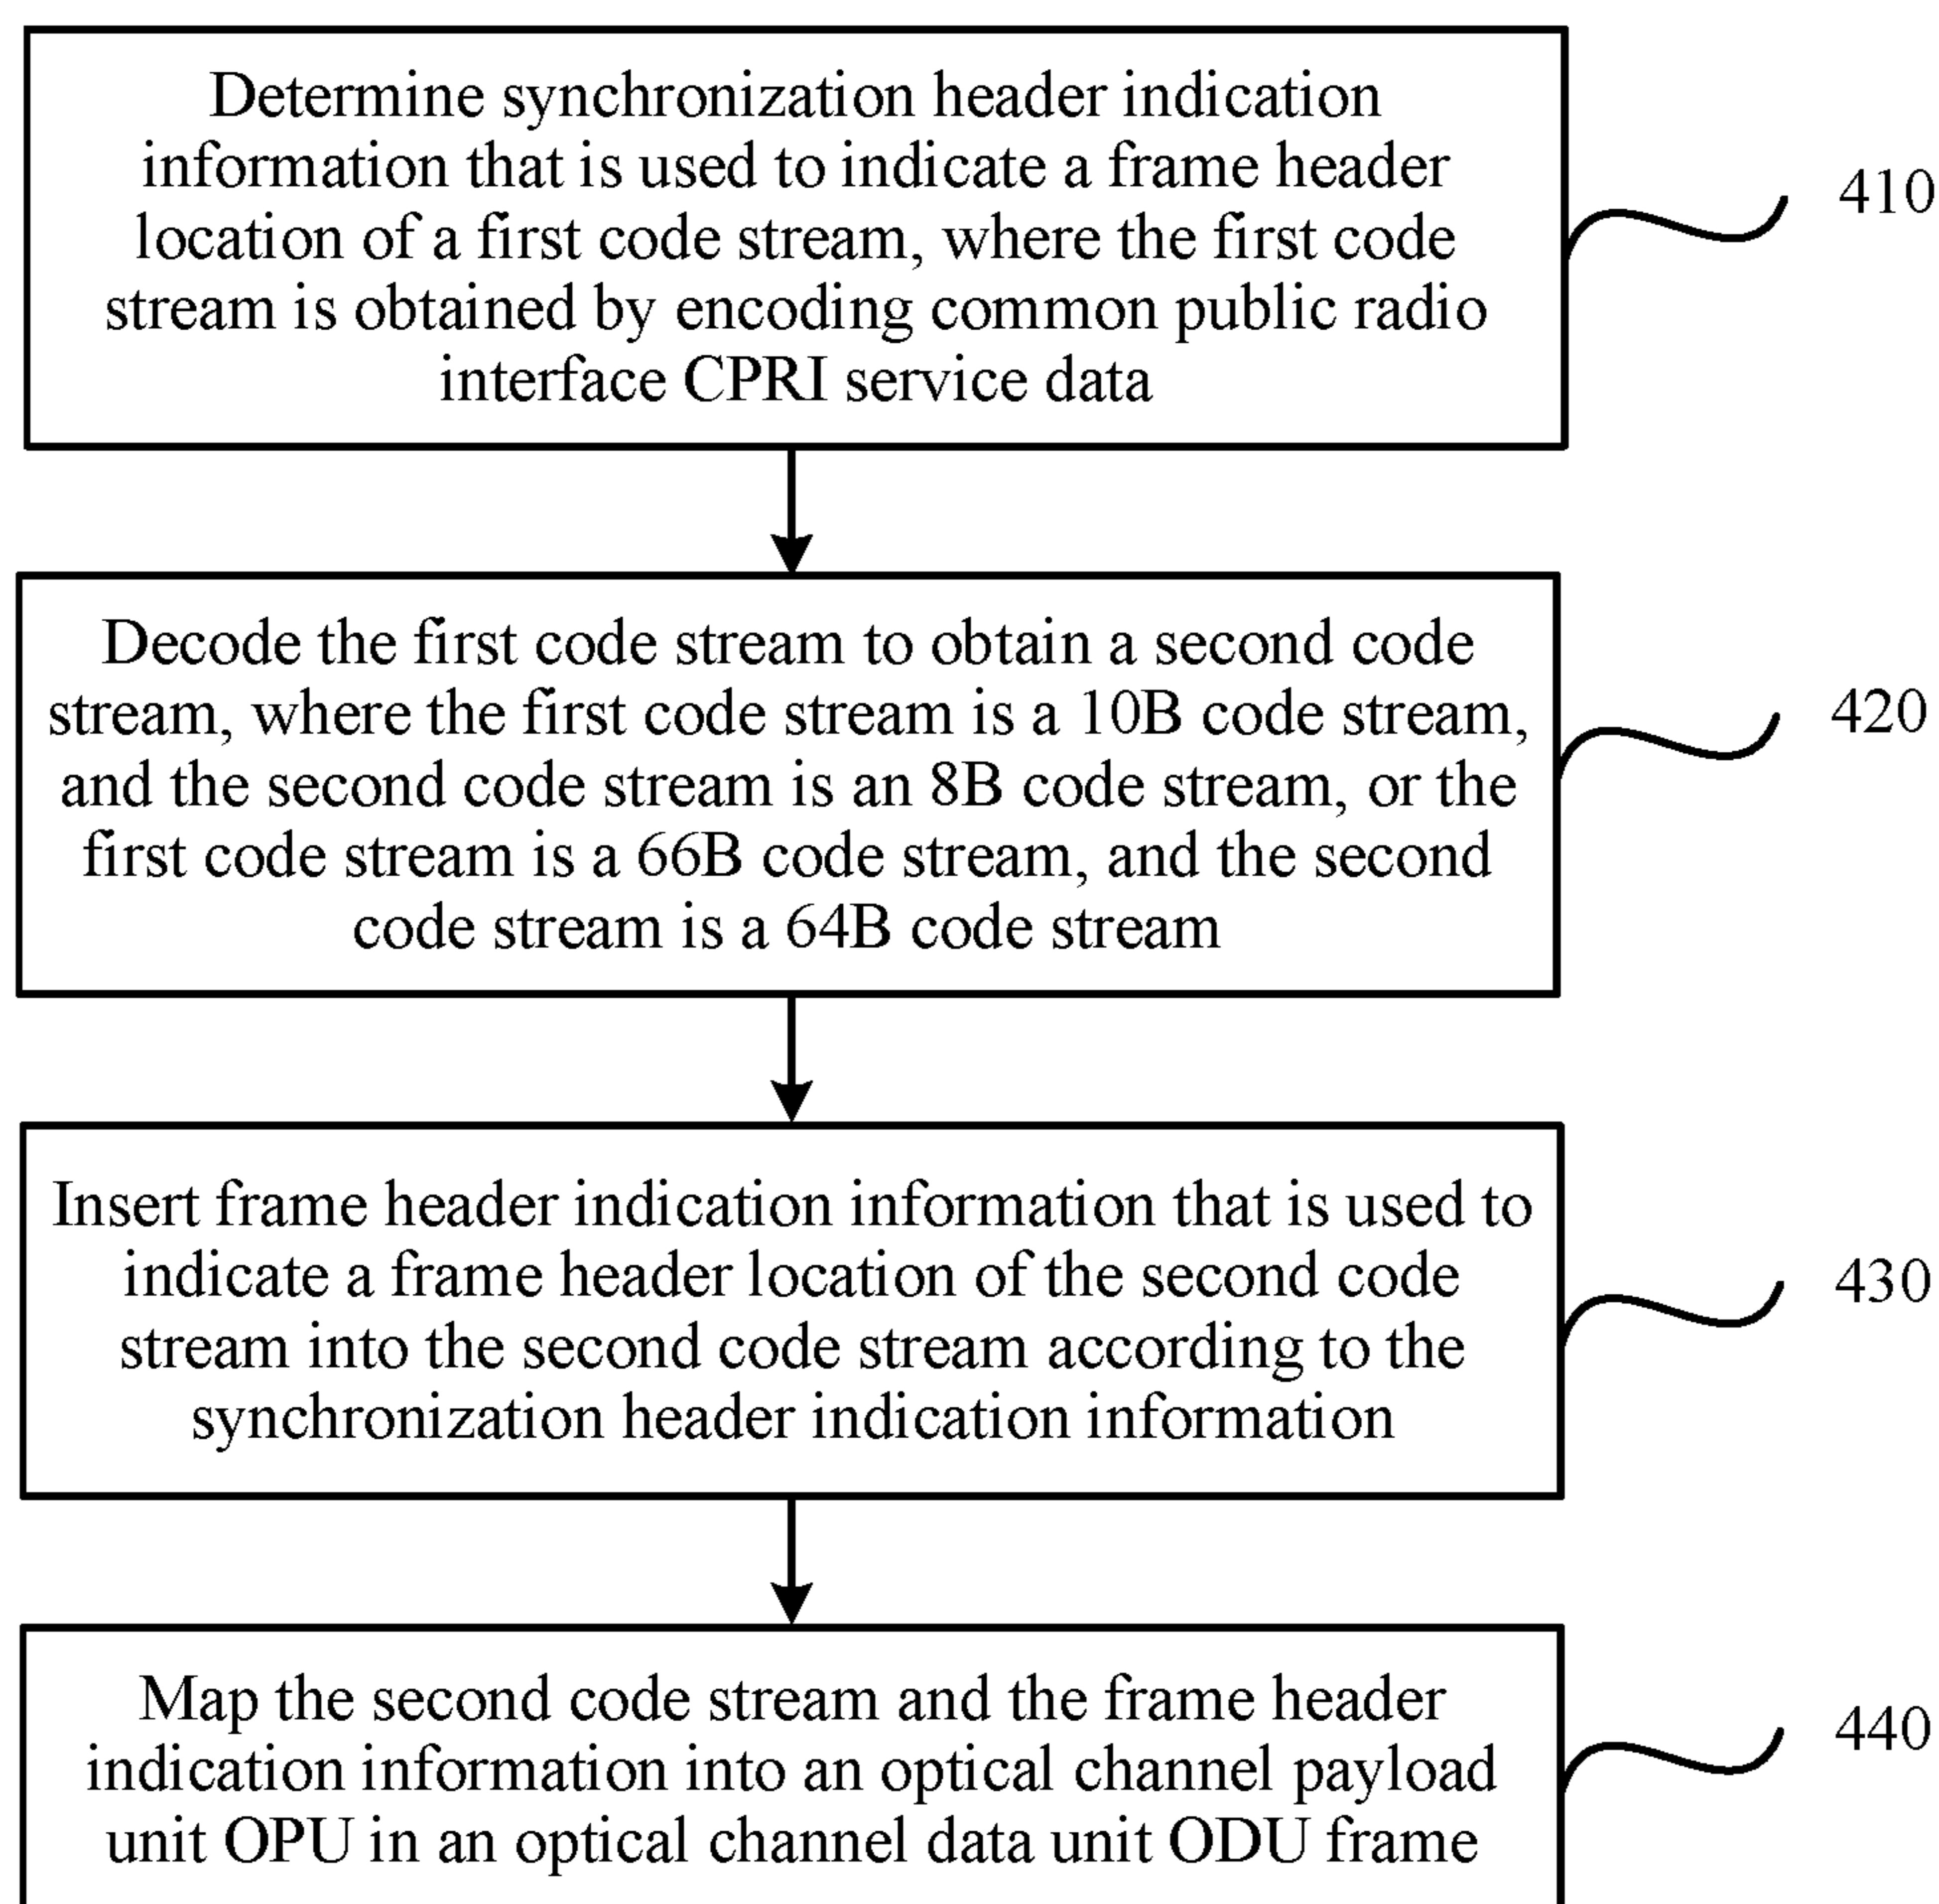 Determine synchronization header indication
information that is used to indicate a frame header
location of a first code stream, where the first code
stream is obtained by encoding common public radio
interface CPRI service data
410
Decode the first code stream to obtain a second code
stream, where the first code stream is a 10B code stream,
and the second code stream is an 8B code stream, or the
first code stream is a 66B code stream, and the second
code stream is a 64B code stream
420
Insert frame header indication information that is used to
indicate a frame header location of the second code
stream into the second code stream according to the
synchronization header indication information
430
Map the second code stream and the frame header
indication information into an optical channel payload
unit OPU in an optical channel data unit ODU frame
440